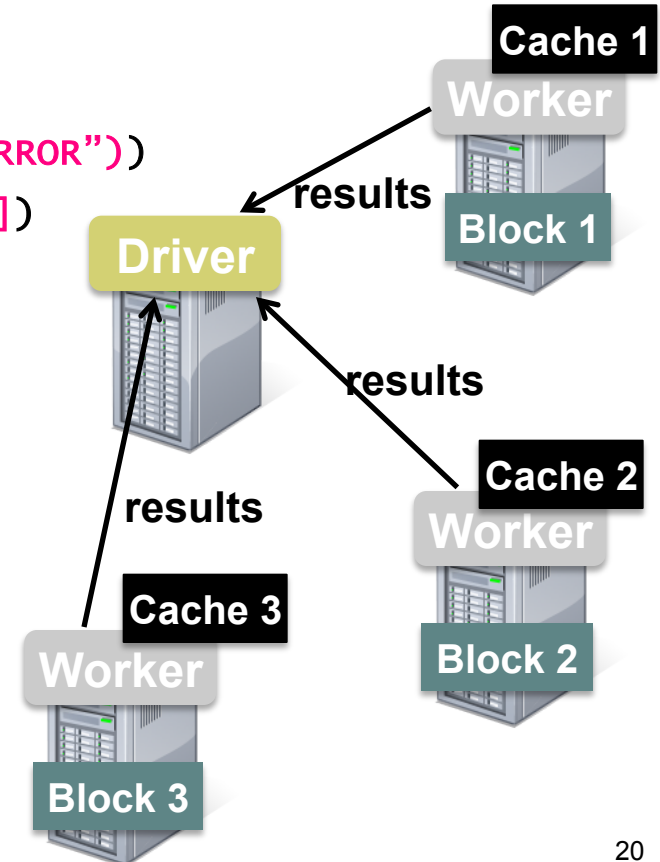 Cache 1
Worker
RROR”))
])
results
Block 1
Driver
results
Cache 2
Worker
results
Cache 3
Block 2
Worker
Block 3
20